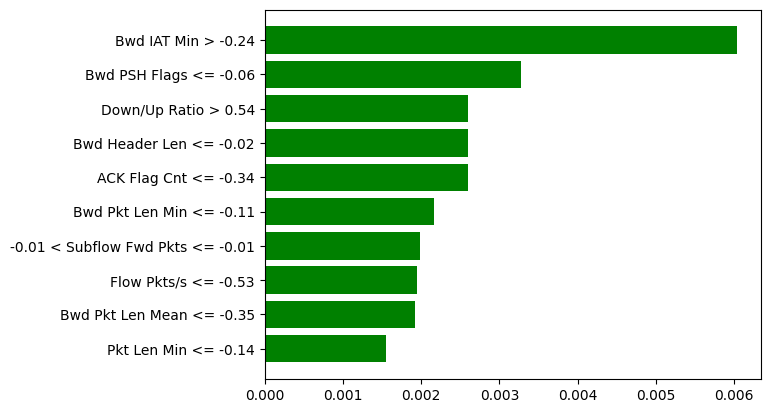 Bwd IAT Min > -0.24
Bwd PSH Flags <= -0.06
Down/Up Ratio > 0.54
Bwd Header Len <= -0.02
ACK Flag Cnt <= -0.34
Bwd Pkt Len Min <= -0.11
-0.01 < Subflow Fwd Pkts <= -0.01
Flow Pkts/s <= -0.53
Bwd Pkt Len Mean <= -0.35
Pkt Len Min <= -0.14
0.000 0.001 0.002 0.003 0.004 0.005 0.006